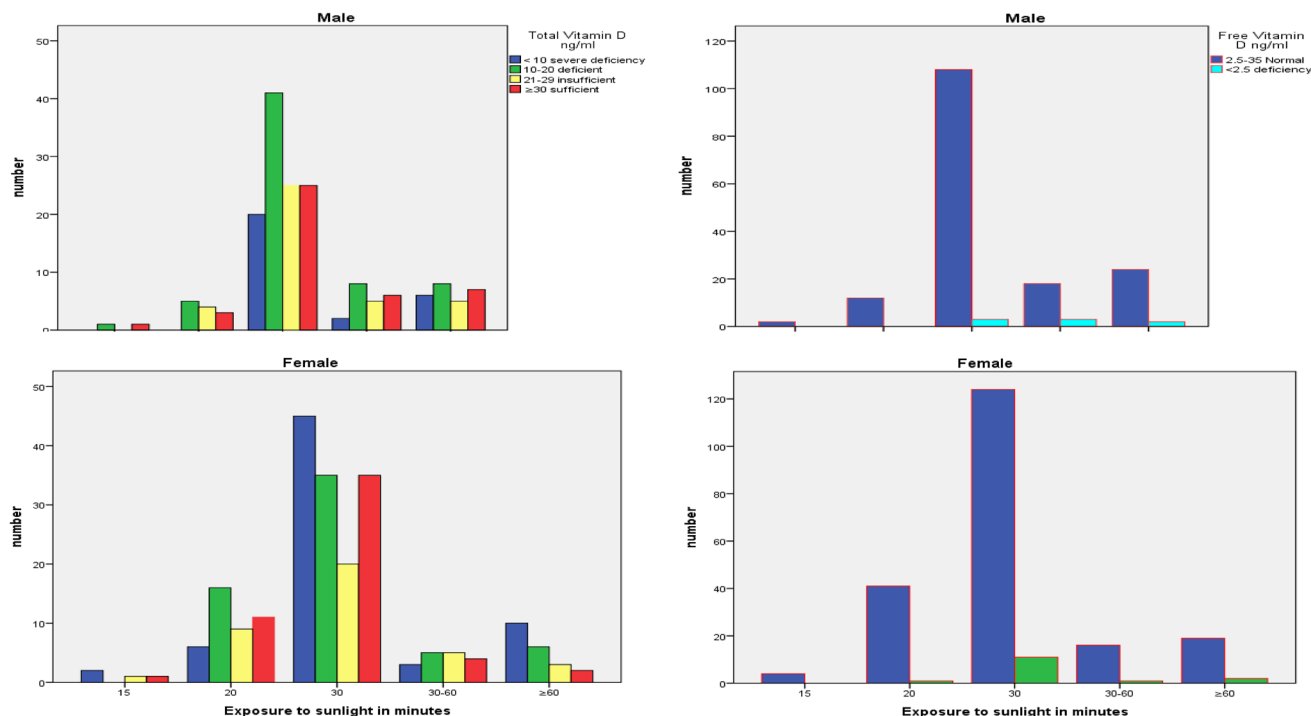 Male
Total Vitamin D
ng/ml
< 10 severe deficiency
10-20 deficient
21-29 insufficient
≥30 sufficient
50
40
30
20
10
0
number
Male
Free Vitamin
D ng/ml
2.5-35 Normal
<2.5 deficiency
120
100
80
60
40
20
0
number
Female
50
40
30
20
10
0
number
15 20 30 30-60 ≥60
Exposure to sunlight in minutes
Female
120
100
80
60
40
20
0
number
15 20 30 30-60 ≥60
Exposure to sunlight in minutes